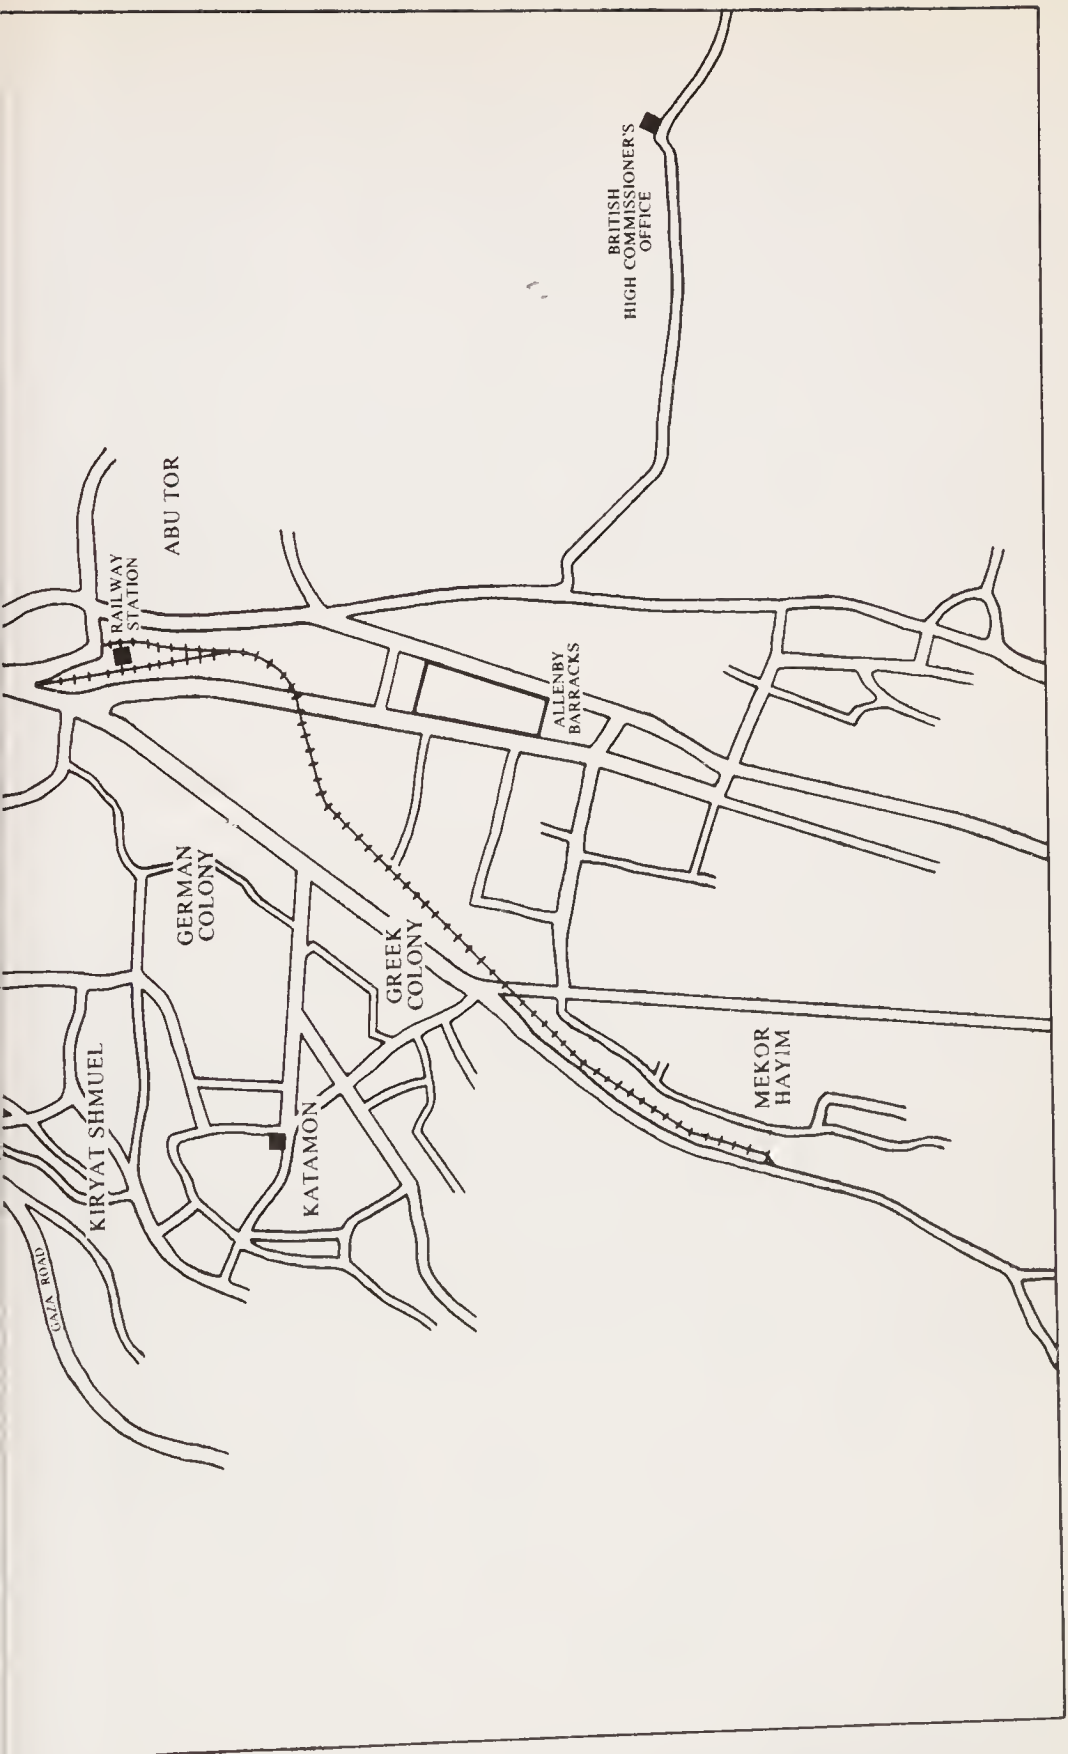 BRITISH
HIGH COMMISSIONER'S
OFFICE
ABU TOR
RAILWAY
STATION
ALLENBY
BARRACKS
GERMAN
COLONY
GREEK
COLONY
MEKOR
HAYIM
KIRYAT SHMUEL
KATAMON
GAZA ROAD